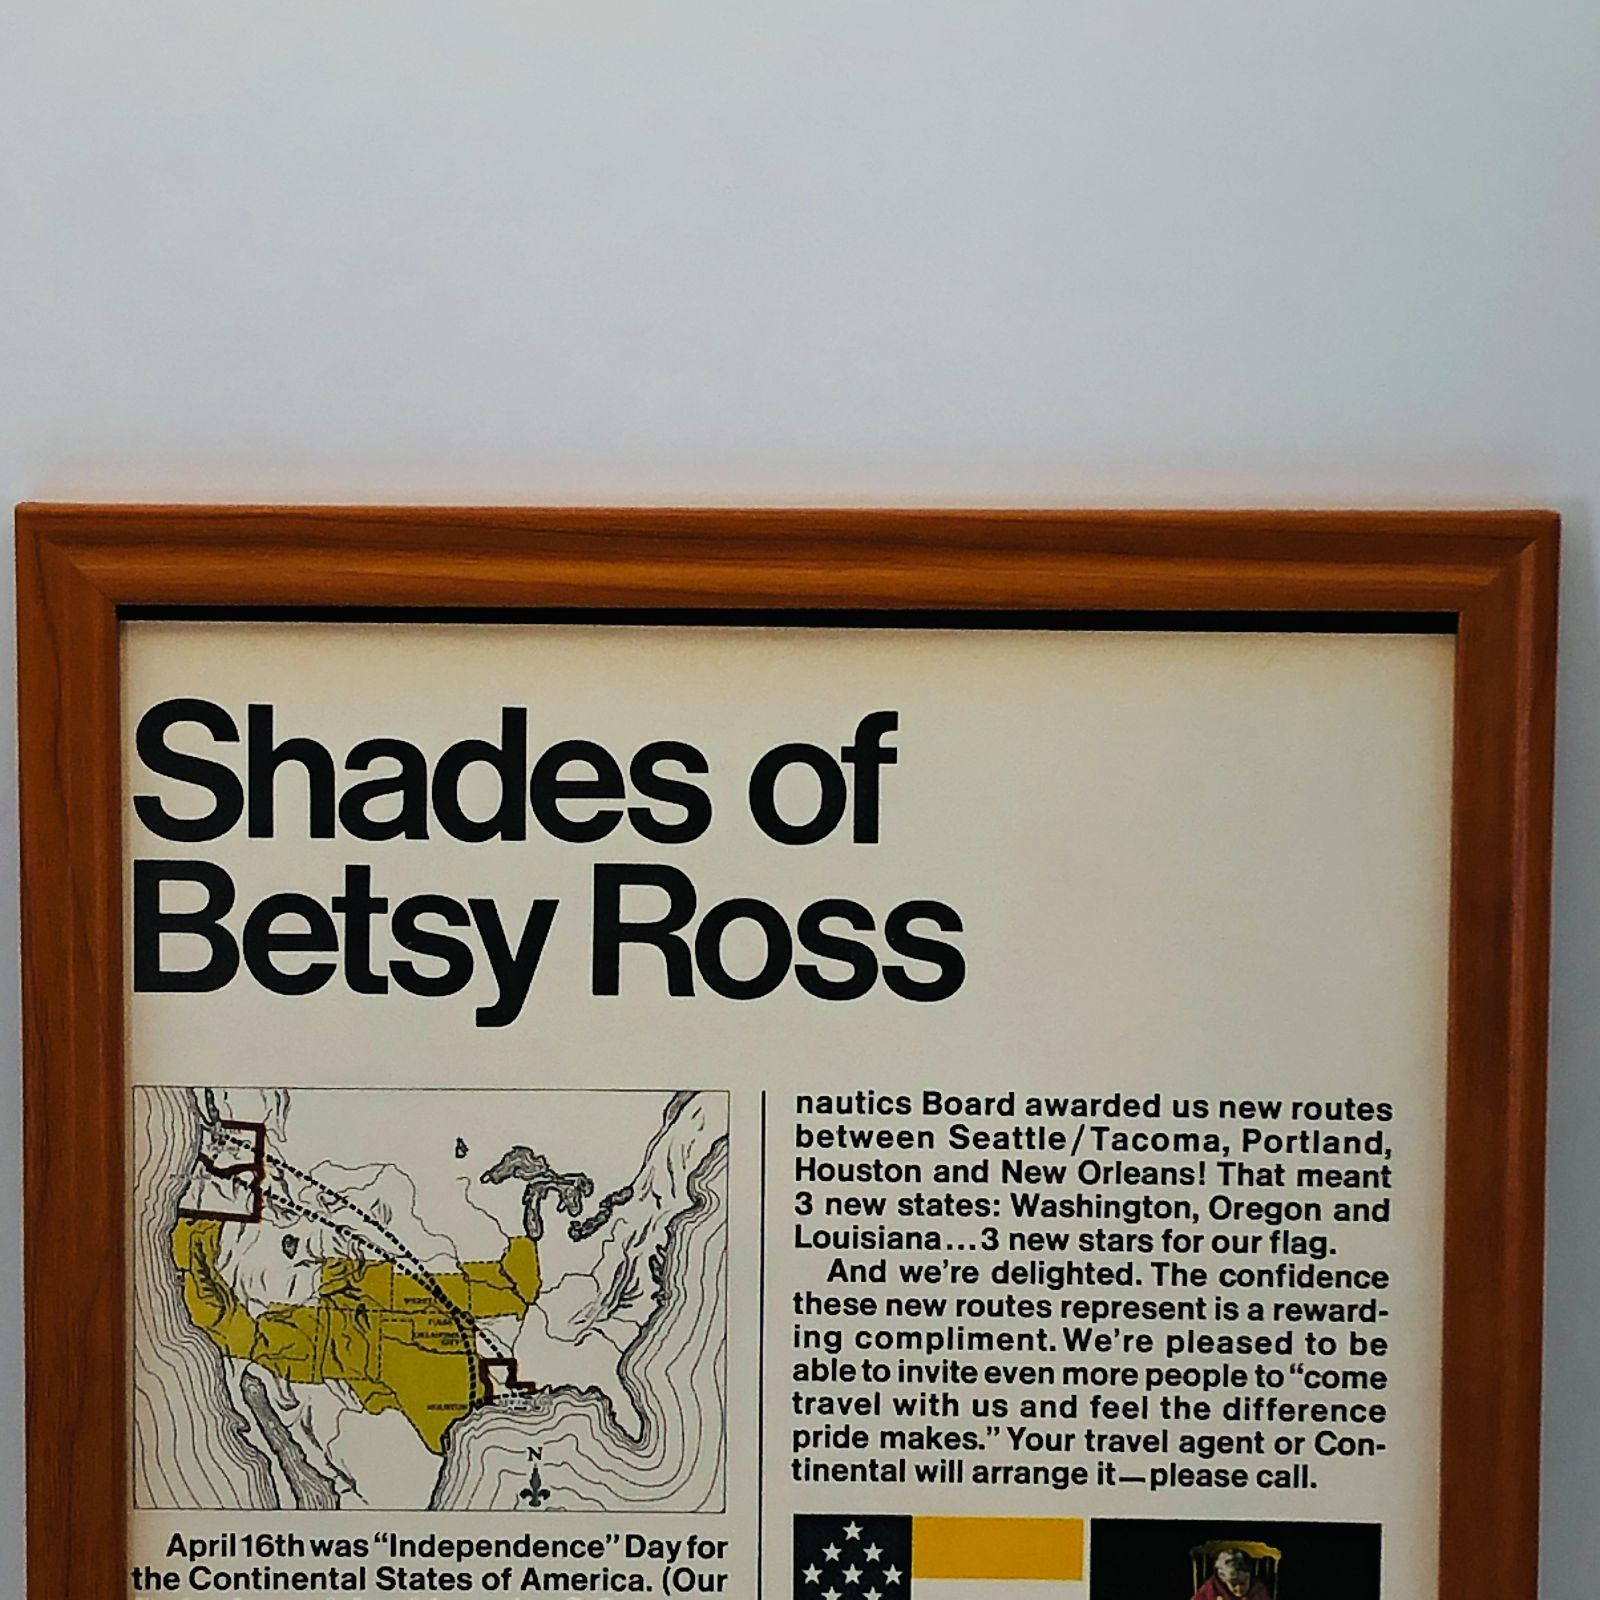 Shades of
Betsy Ross
OKLAHOMA
CITY
HOUSTON
N
April 16th was “Independence” Day for
the Continental States of America. (Our
nautics Board awarded us new routes
between Seattle/Tacoma, Portland,
Houston and New Orleans! That meant
3 new states: Washington, Oregon and
Louisiana...3 new stars for our flag.
And we’re delighted. The confidence
these new routes represent is a reward-
ing compliment. We’re pleased to be
able to invite even more people to “come
travel with us and feel the difference
pride makes.” Your travel agent or Con-
tinental will arrange it—please call.